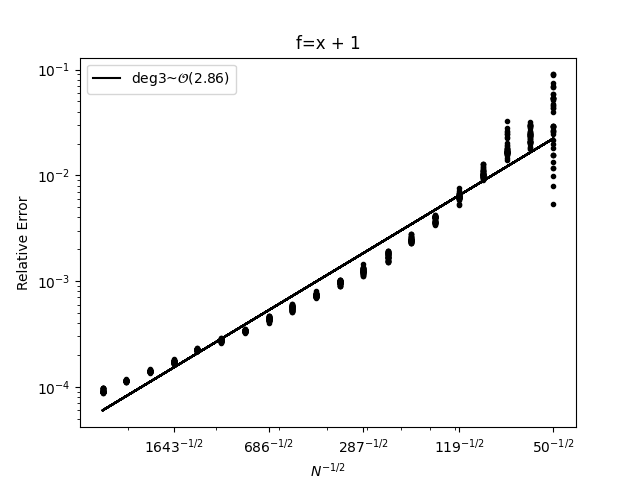 f=x + 1
deg3~𝒪(2.86)
Relative Error
10⁻¹
10⁻²
10⁻³
10⁻⁴
1643⁻¹/² 686⁻¹/² 287⁻¹/² 119⁻¹/² 50⁻¹/²
N⁻¹/²